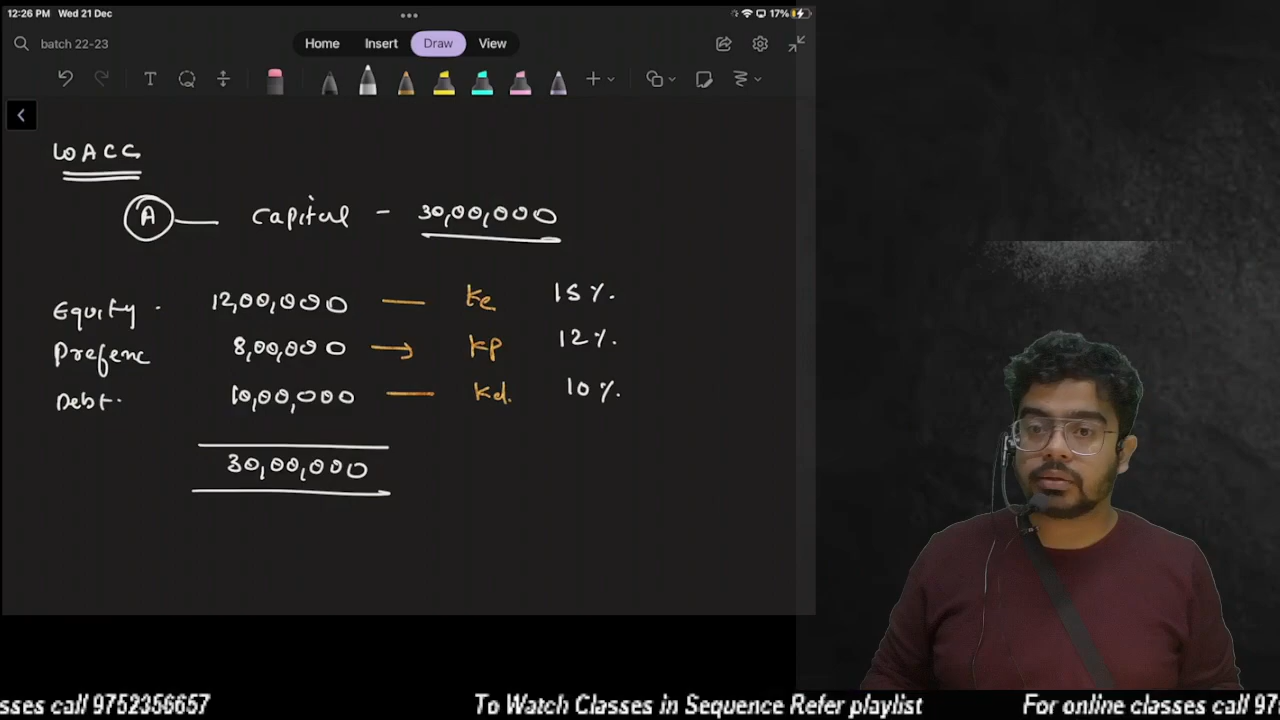 12:26 PM Wed 21 Dec 17%
batch 22-23 Home Insert Draw View
WACC
A — capital - 30,00,000
Equity. 12,00,000 — Ke 15%.
Prefenc 8,00,000 → Kp 12%.
Debt. 10,00,000 — Kd. 10%.
30,00,000
sses call 9752356657 To Watch Classes in Sequence Refer playlist For online classes call 97